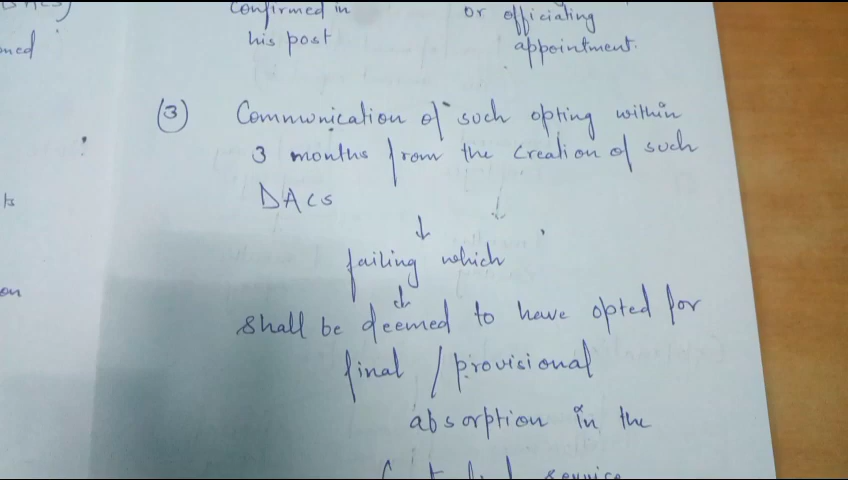 confirmed in
his post
or officiating
appointment.
(3) Communication of such opting within
3 months from the creation of such
DACs
failing which
shall be deemed to have opted for
final / provisional
absorption in the
service